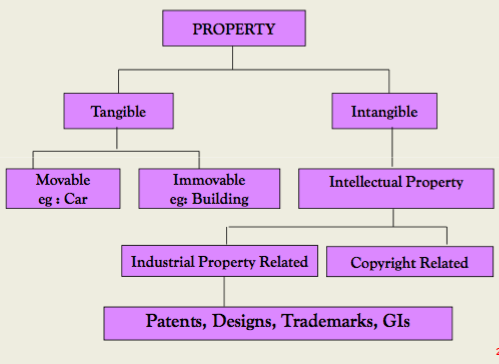 PROPERTY
Tangible
Intangible
Movable
eg : Car
Immovable
eg: Building
Intellectual Property
Industrial Property Related
Copyright Related
Patents, Designs, Trademarks, GIs
2